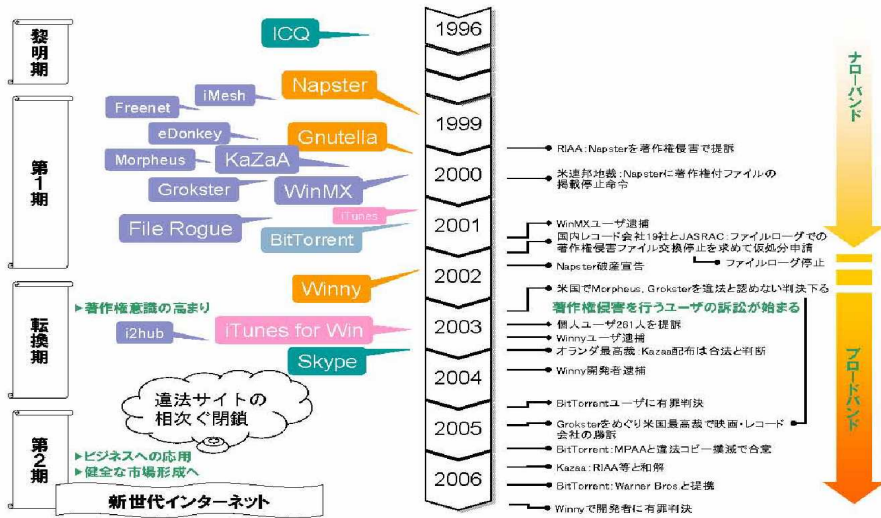 黎明期
第1期
転換期
第2期
ICQ
Napster
iMesh
Freenet
eDonkey
Gnutella
Morpheus
KaZaA
Grokster
WinMX
iTunes
File Rogue
BitTorrent
Winny
▶著作権意識の高まり
i2hub
iTunes for Win
Skype
違法サイトの
相次ぐ閉鎖
▶ビジネスへの応用
▶健全な市場形成へ
新世代インターネット
1996
1999
2000
2001
2002
2003
2004
2005
2006
RIAA:Napsterを著作権侵害で提訴
米連邦地裁:Napsterに著作権付ファイルの
掲載停止命令
WinMXユーザ逮捕
国内レコード会社19社とJASRAC:ファイルローグでの
著作権侵害ファイル交換停止を求めて仮処分申請
ファイルローグ停止
Napster破産宣告
米国でMorpheus, Groksterを違法と認めない判決下る
著作権侵害を行うユーザの訴訟が始まる
個人ユーザ261人を提訴
Winnyユーザ逮捕
オランダ最高裁:Kazaa配布は合法と判断
Winny開発者逮捕
BitTorrentユーザに有罪判決
Groksterをめぐり米国最高裁で映画・レコード
会社の勝訴
BitTorrent:MPAAと違法コピー撲滅で合意
Kazaa:RIAA等と和解
BitTorrent:Warner Bros.と提携
Winnyで開発者に有罪判決
ナローバンド
ブロードバンド